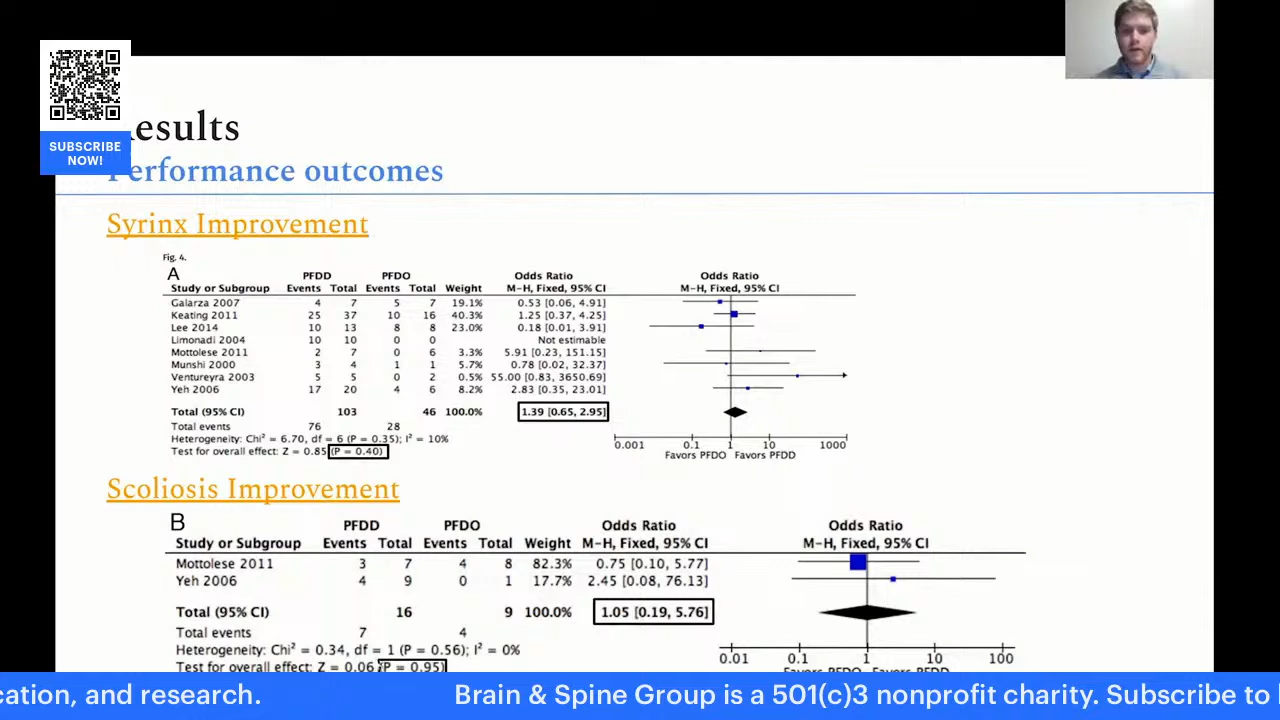 SUBSCRIBE
NOW!
Results
Performance outcomes
Syrinx Improvement
Fig. 4.
A
PFDD PFDO Odds Ratio Odds Ratio
Study or Subgroup Events Total Events Total Weight M-H, Fixed, 95% CI M-H, Fixed, 95% CI
Galarza 2007 4 7 5 7 19.1% 0.53 [0.06, 4.91]
Keating 2011 25 37 10 16 40.3% 1.25 [0.37, 4.25]
Lee 2014 10 13 8 8 23.0% 0.18 [0.01, 3.91]
Limonadi 2004 10 10 0 0 Not estimable
Mottolese 2011 2 7 0 6 3.3% 5.91 [0.23, 151.15]
Munshi 2000 3 4 1 1 5.7% 0.78 [0.02, 32.37]
Ventureyra 2003 5 5 0 2 0.5% 55.00 [0.83, 3650.69]
Yeh 2006 17 20 4 6 8.2% 2.83 [0.35, 23.01]
Total (95% CI) 103 46 100.0% 1.39 [0.65, 2.95]
Total events 76 28
Heterogeneity: Chi² = 6.70, df = 6 (P = 0.35); I² = 10%
Test for overall effect: Z = 0.85 (P = 0.40)
0.001 0.1 1 10 1000
Favors PFDO Favors PFDD
Scoliosis Improvement
B
PFDD PFDO Odds Ratio Odds Ratio
Study or Subgroup Events Total Events Total Weight M-H, Fixed, 95% CI M-H, Fixed, 95% CI
Mottolese 2011 3 7 4 8 82.3% 0.75 [0.10, 5.77]
Yeh 2006 4 9 0 1 17.7% 2.45 [0.08, 76.13]
Total (95% CI) 16 9 100.0% 1.05 [0.19, 5.76]
Total events 7 4
Heterogeneity: Chi² = 0.34, df = 1 (P = 0.56); I² = 0%
Test for overall effect: Z = 0.06 (P = 0.95)
0.01 0.1 1 10 100
Favors PFDO Favors PFDD
cation, and research. Brain & Spine Group is a 501(c)3 nonprofit charity. Subscribe to